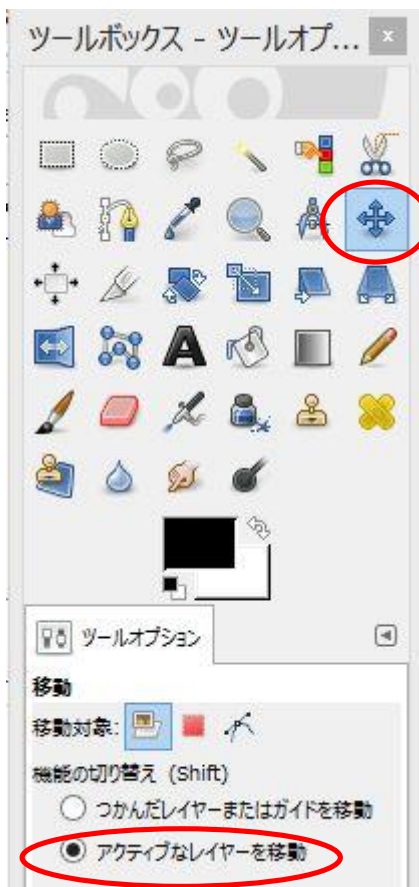 ツールボックス - ツールオプ...
ツールオプション
移動
移動対象:
機能の切り替え (Shift)
つかんだレイヤーまたはガイドを移動
アクティブなレイヤーを移動